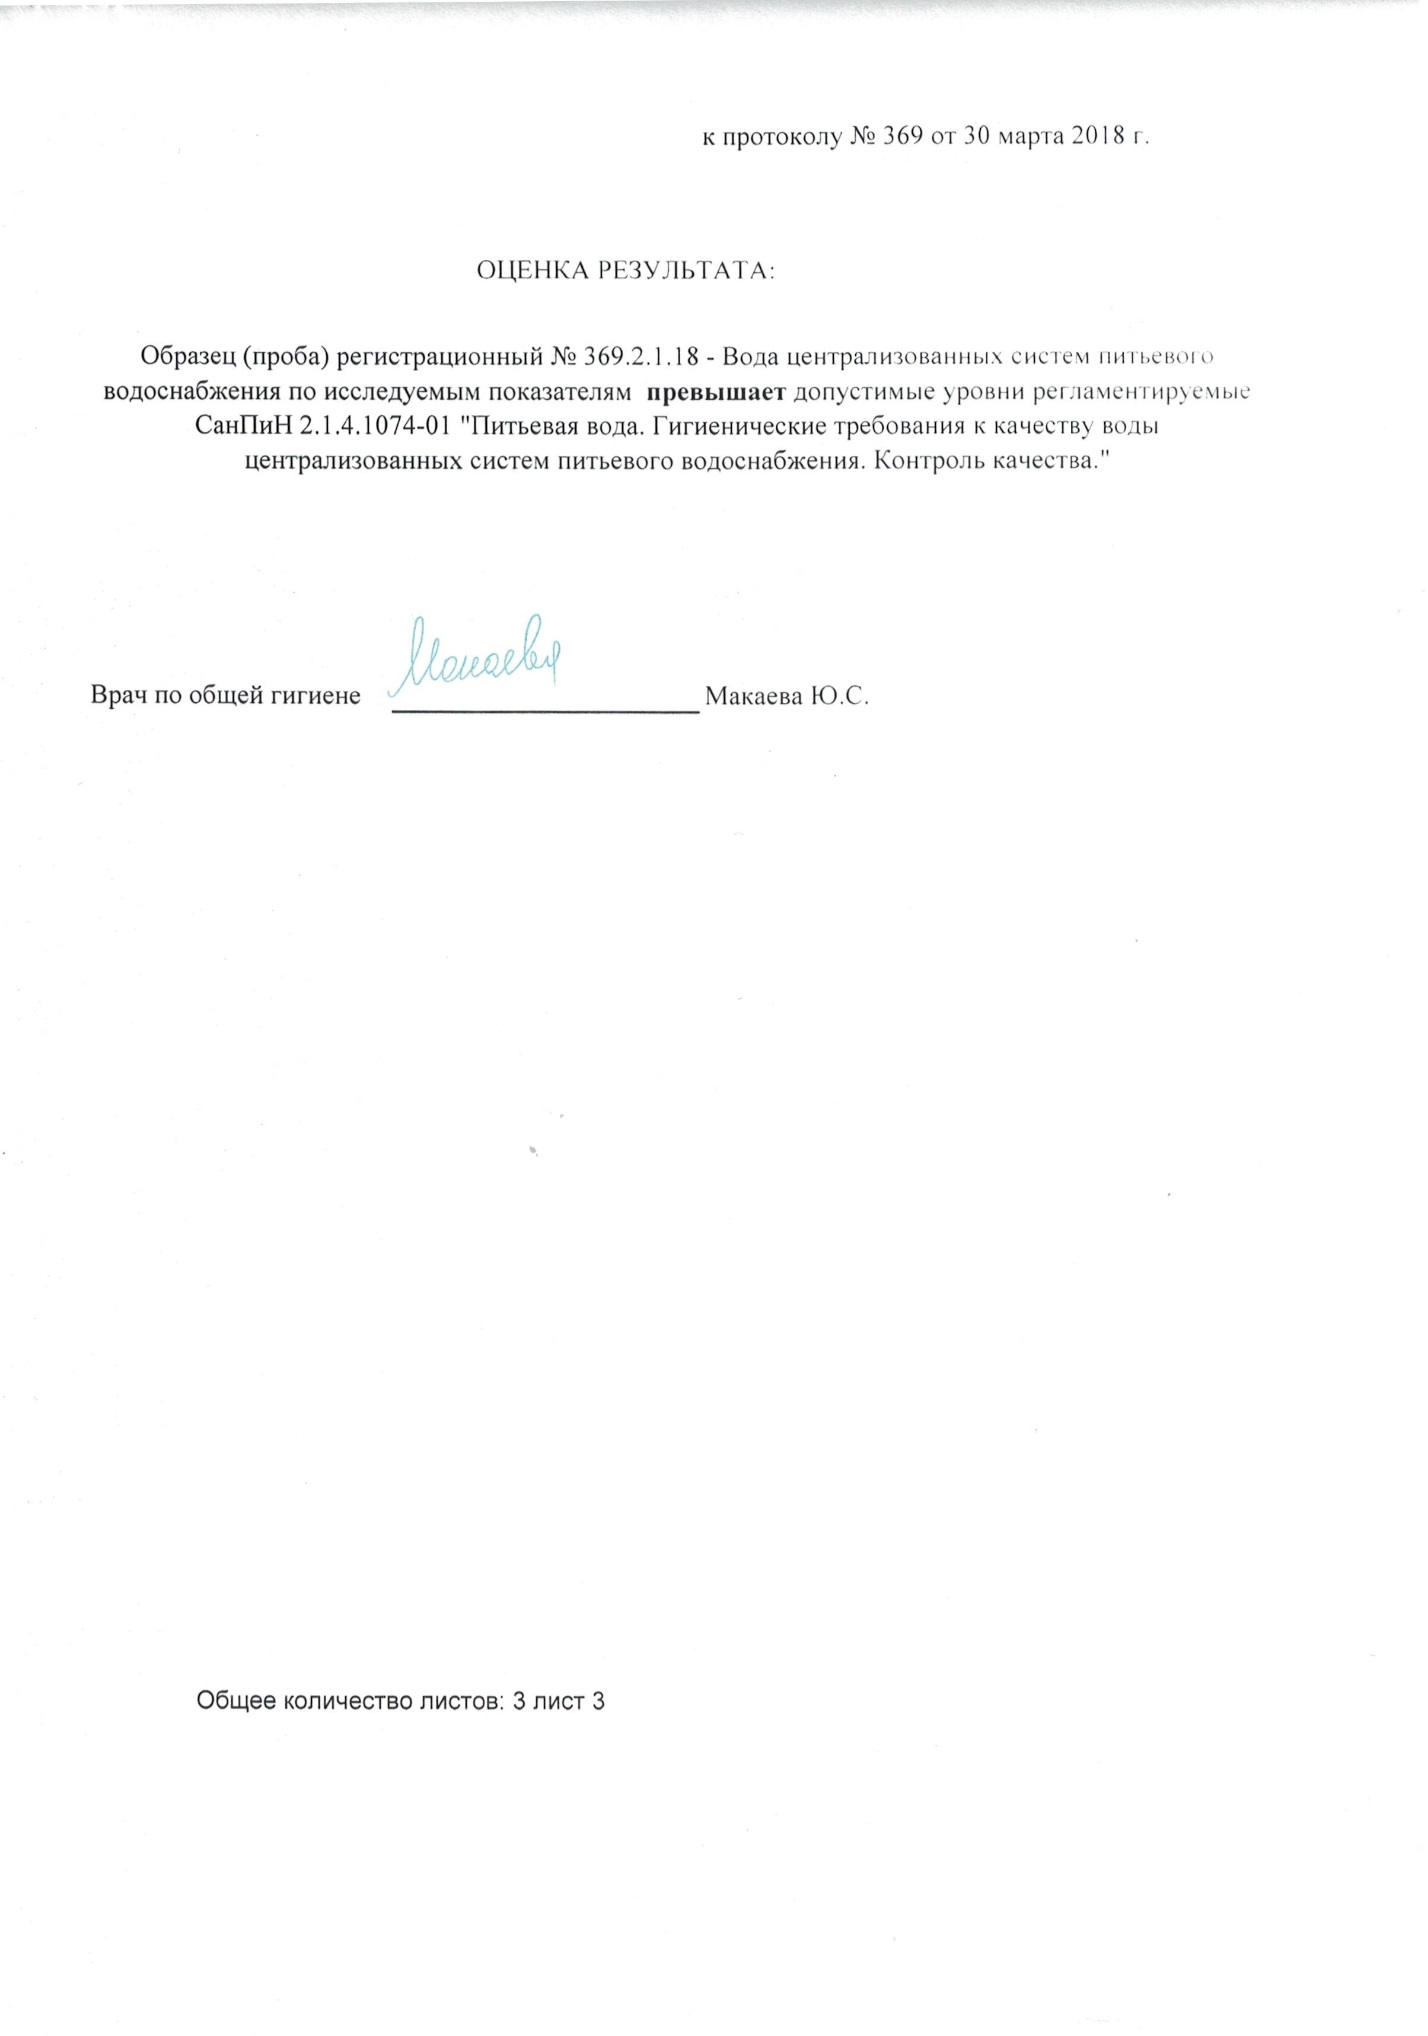 к протоколу № 369 от 30 марта 2018 г.
ОЦЕНКА РЕЗУЛЬТАТА:
Образец (проба) регистрационный № 369.2.1.18 - Вода централизованных систем питьевого
водоснабжения по исследуемым показателям превышает допустимые уровни регламентируемые
СанПиН 2.1.4.1074-01 "Питьевая вода. Гигиенические требования к качеству воды
централизованных систем питьевого водоснабжения. Контроль качества."
Макаева
Врач по общей гигиене Макаева Ю.С.
Общее количество листов: 3 лист 3